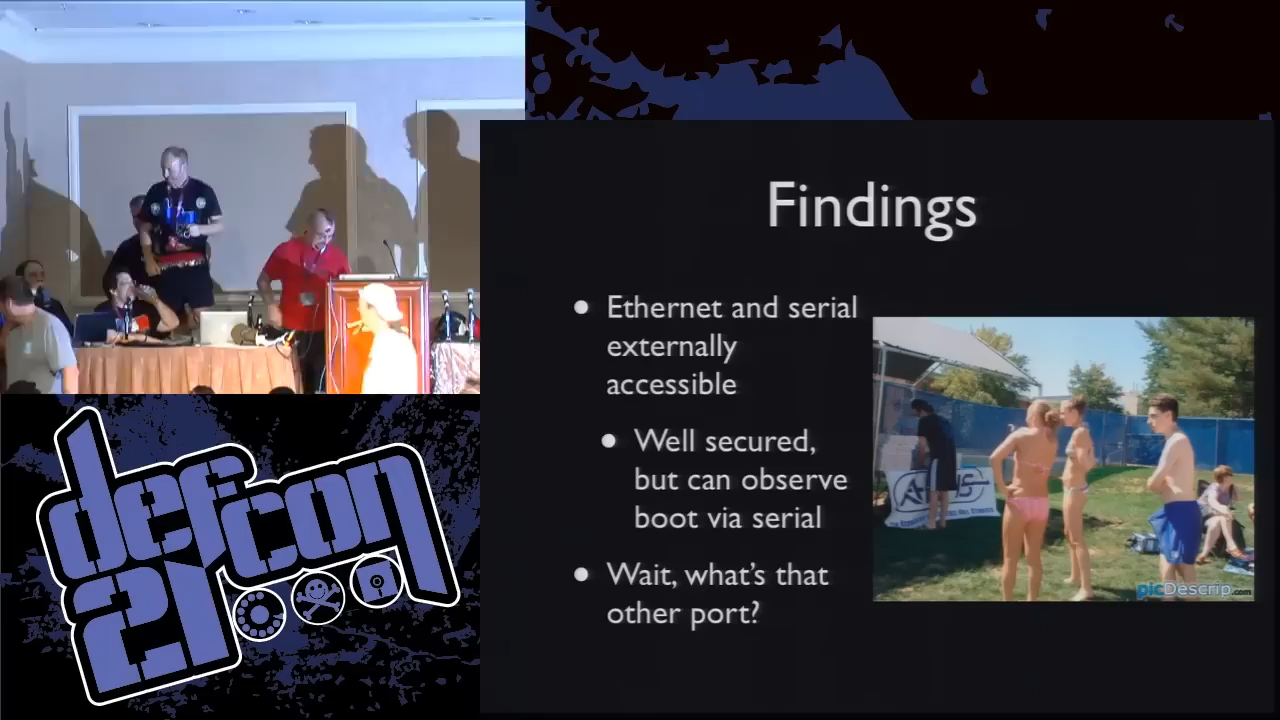 Findings
• Ethernet and serial
externally
accessible
• Well secured,
but can observe
boot via serial
• Wait, what's that
other port?
picDescrip.com
defcon
21